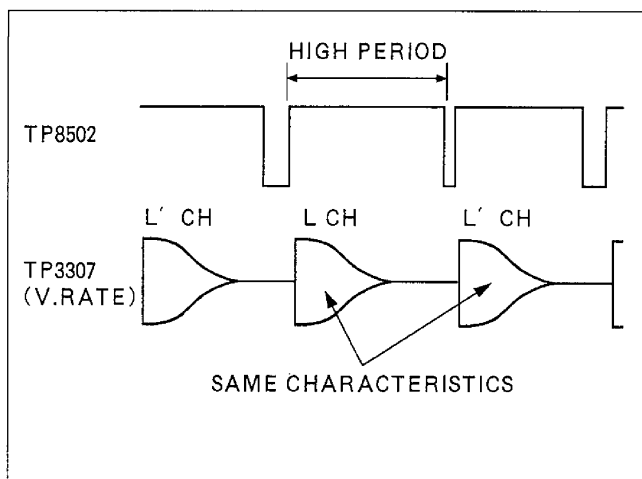 HIGH PERIOD
TP8502
L' CH L CH L' CH
TP3307
(V.RATE)
SAME CHARACTERISTICS